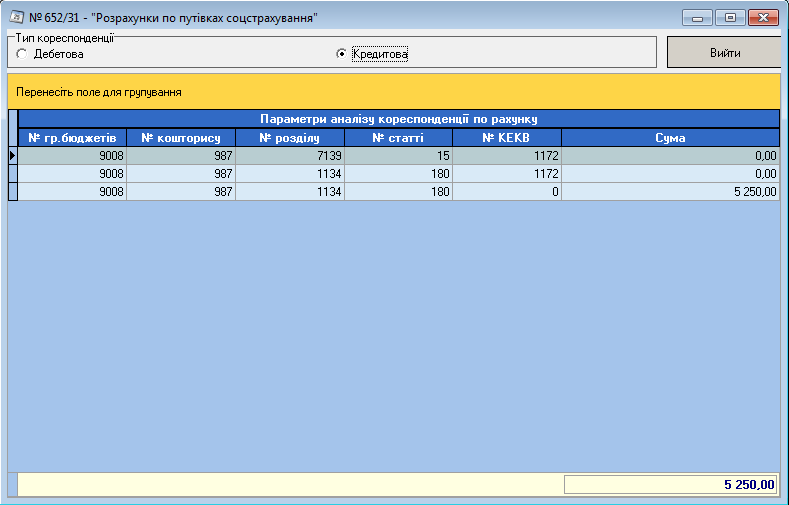 № 652/31 - "Розрахунки по путівках соцстрахування"
Тип кореспонденції
Дебетова Кредитова Вийти
Перенесіть поле для групування
Параметри аналізу кореспонденції по рахунку
№ гр.бюджетів № кошторису № розділу № статті № КЕКВ Сума
9008 987 7139 15 1172 0,00
9008 987 1134 180 1172 0,00
9008 987 1134 180 0 5 250,00
5 250,00